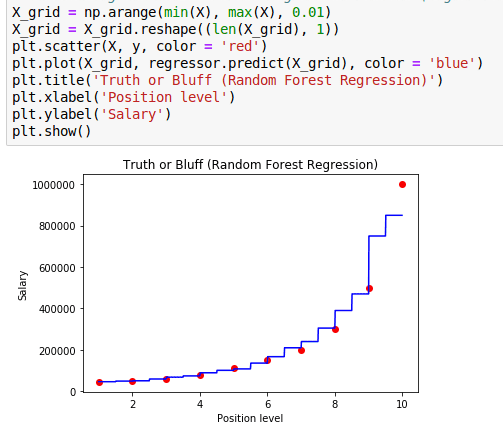 X_grid = np.arange(min(X), max(X), 0.01)
X_grid = X_grid.reshape((len(X_grid), 1))
plt.scatter(X, y, color = 'red')
plt.plot(X_grid, regressor.predict(X_grid), color = 'blue')
plt.title('Truth or Bluff (Random Forest Regression)')
plt.xlabel('Position level')
plt.ylabel('Salary')
plt.show()
Truth or Bluff (Random Forest Regression)
1000000
800000
600000
400000
200000
0
Salary
2 4 6 8 10
Position level